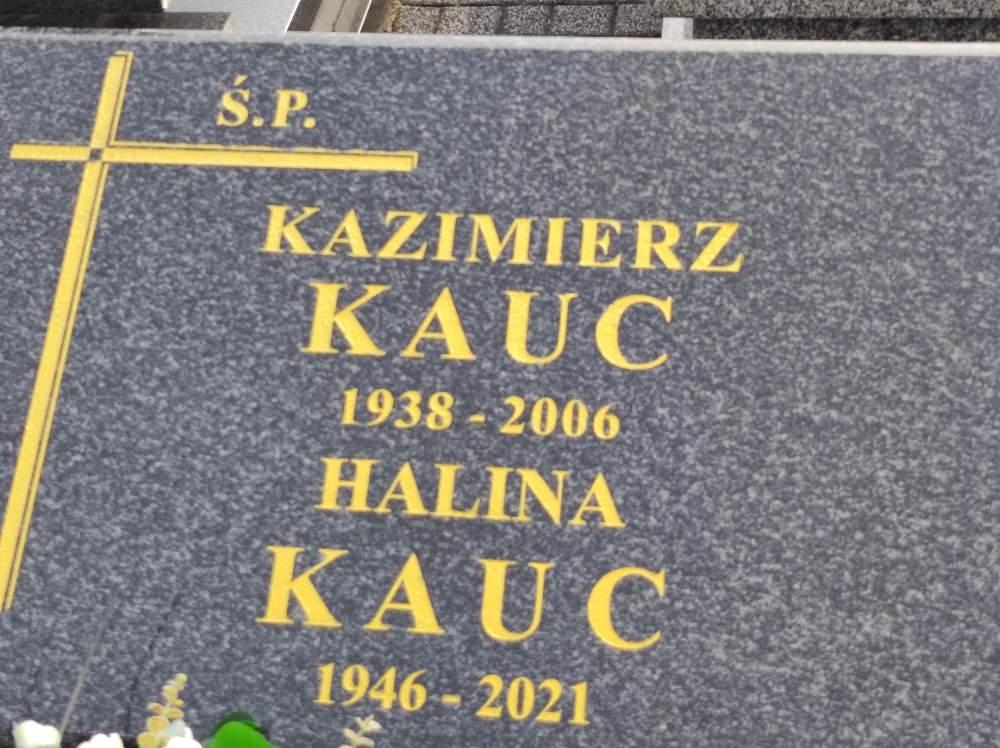 Ś.P.
KAZIMIERZ
KAUC
1938 - 2006
HALINA
KAUC
1946 - 2021